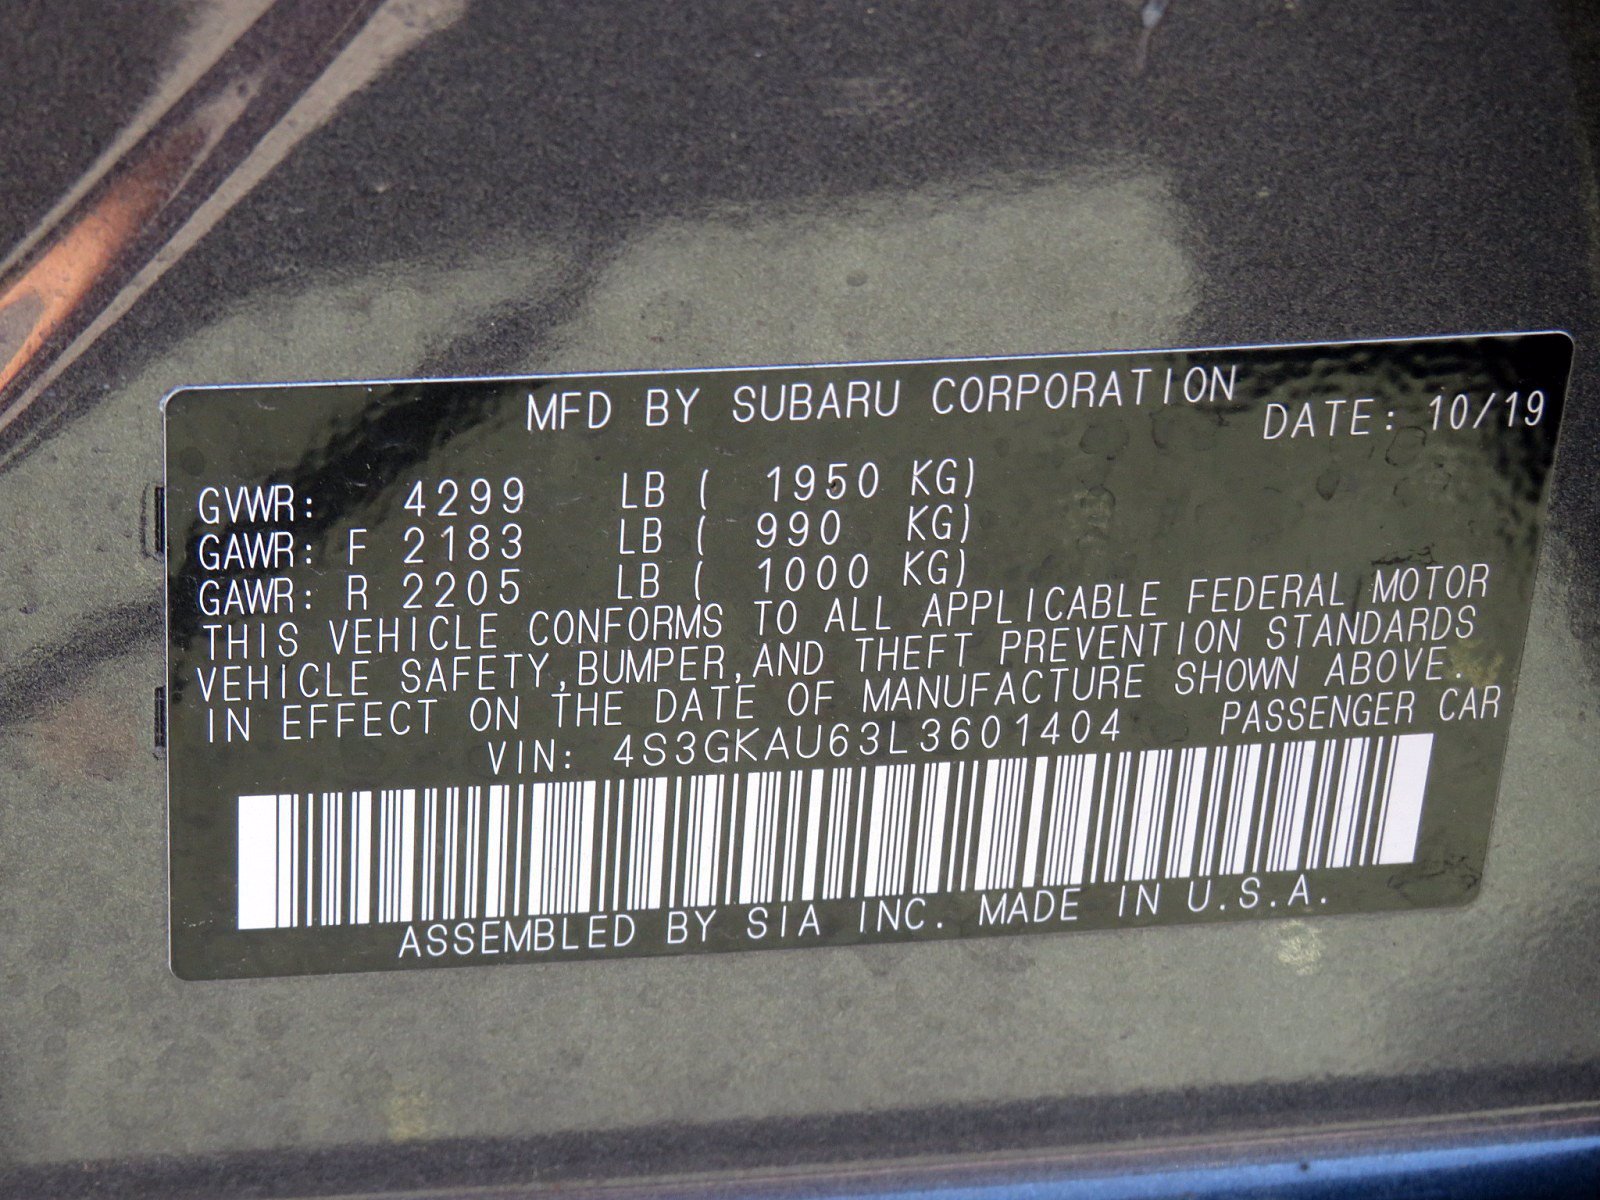 MFD BY SUBARU CORPORATION DATE: 10/19
GVWR: 4299 LB ( 1950 KG)
GAWR: F 2183 LB ( 990 KG)
GAWR: R 2205 LB ( 1000 KG)
THIS VEHICLE CONFORMS TO ALL APPLICABLE FEDERAL MOTOR
VEHICLE SAFETY,BUMPER,AND THEFT PREVENTION STANDARDS
IN EFFECT ON THE DATE OF MANUFACTURE SHOWN ABOVE.
VIN: 4S3GKAU63L3601404 PASSENGER CAR
ASSEMBLED BY SIA INC. MADE IN U.S.A.